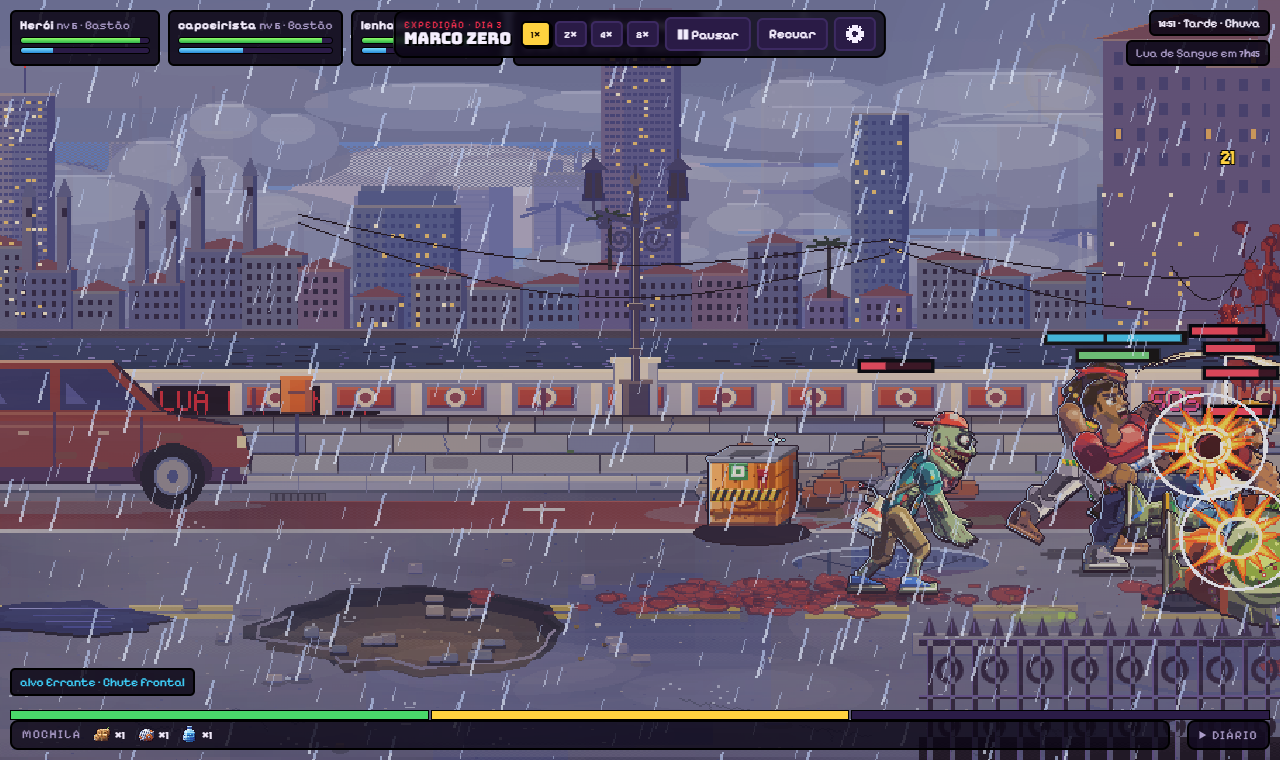 Herói nv 5 · Bastão
capoeirista nv 5 · Bastão
lenha
EXPEDIÇÃO · DIA 3
MARCO ZERO
1×
2×
4×
8×
Pausar
Recuar
14:51 · Tarde · Chuva
Lua de Sangue em 7h45
21
LUA
SOS
alvo Errante · Chute frontal
MOCHILA
×1
×1
×1
DIÁRIO